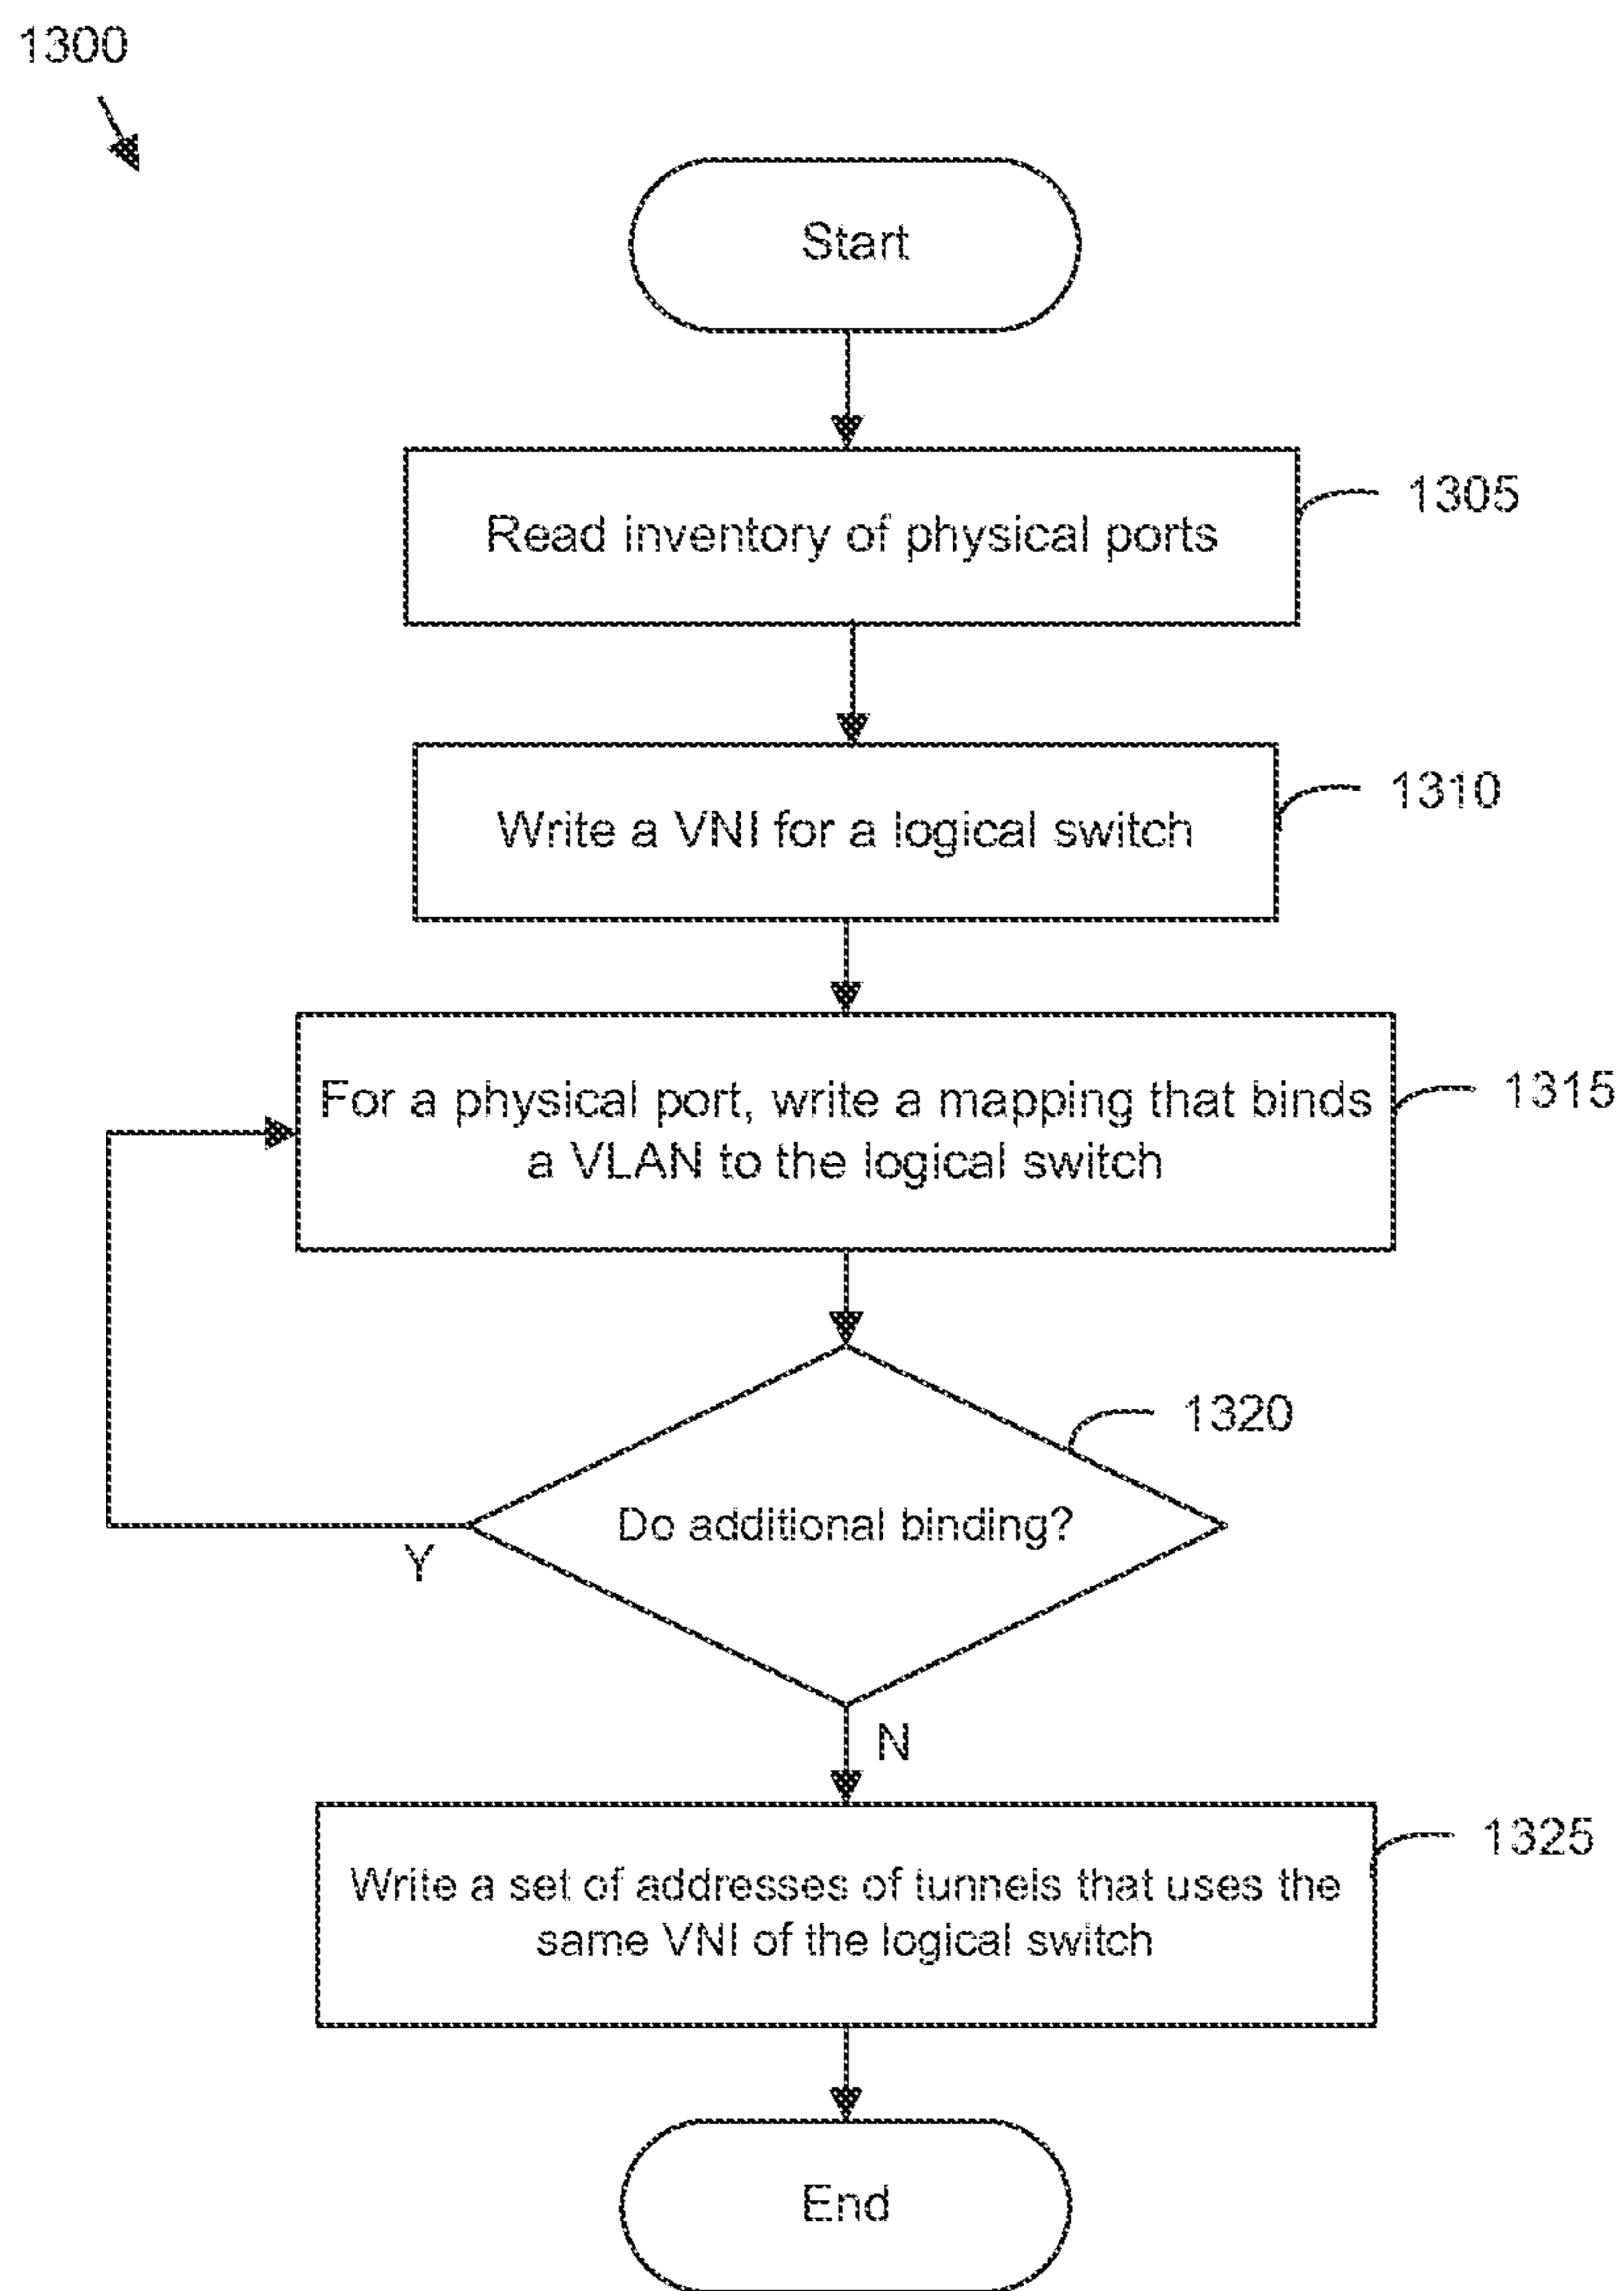 1300
Start
Read inventory of physical ports
1305
Write a VNI for a logical switch
1310
For a physical port, write a mapping that binds
a VLAN to the logical switch
1315
1320
Do additional binding?
Y
N
Write a set of addresses of tunnels that uses the
same VNI of the logical switch
1325
End